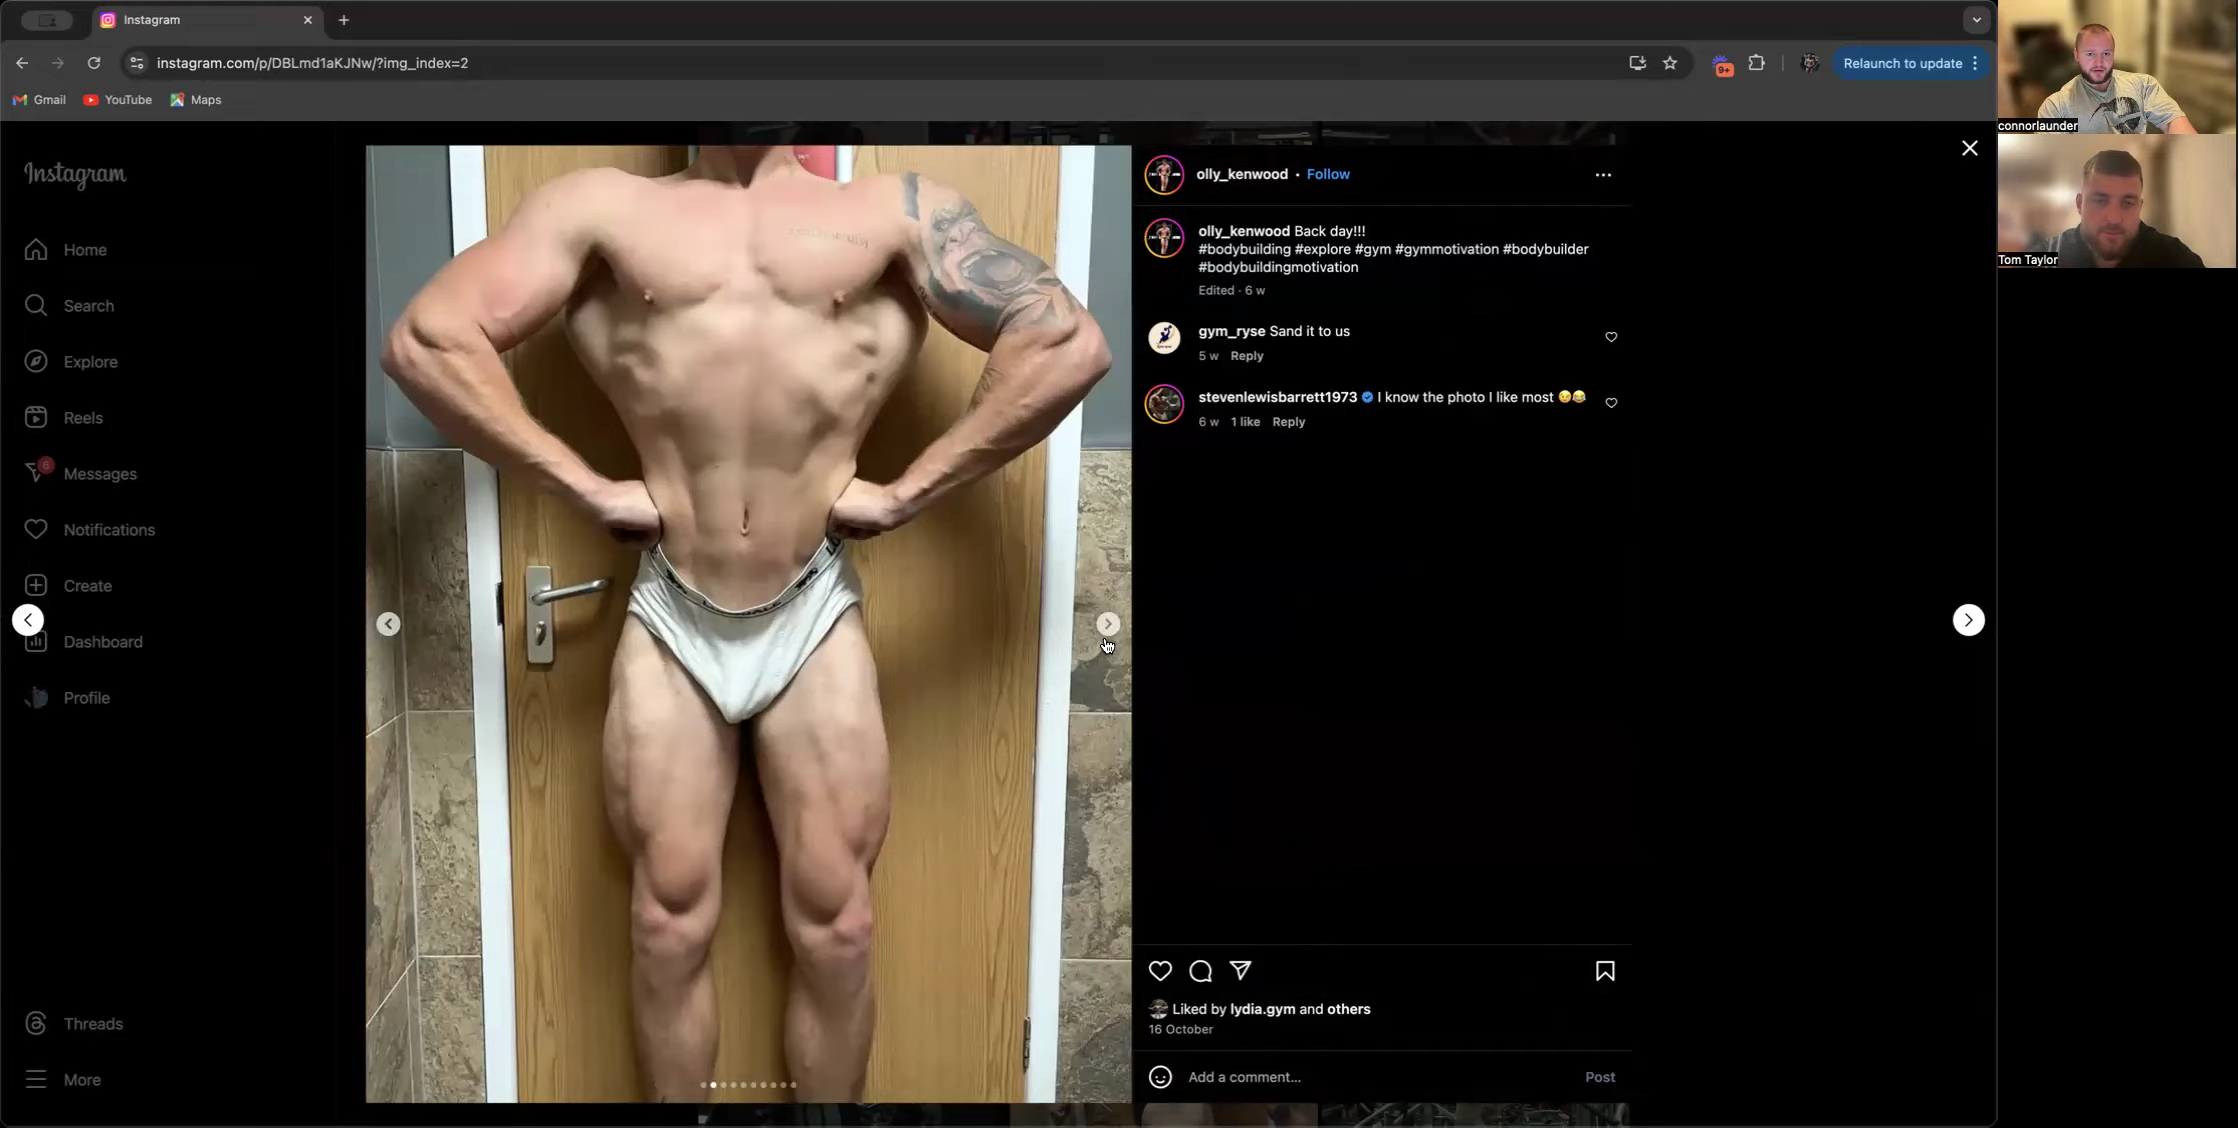 Instagram
instagram.com/p/DBLmd1aKJNw/?img_index=2
9+
Relaunch to update
Gmail
YouTube
Maps
connorlaunder
Tom Taylor
Instagram
Home
Search
Explore
Reels
6
Messages
Notifications
Create
Dashboard
Profile
Threads
More
olly_kenwood • Follow
olly_kenwood Back day!!!
#bodybuilding #explore #gym #gymmotivation #bodybuilder
#bodybuildingmotivation
Edited · 6 w
gym_ryse Sand it to us
5 w Reply
stevenlewisbarrett1973 I know the photo I like most 😉😂
6 w 1 like Reply
Liked by lydia.gym and others
16 October
Add a comment...
Post